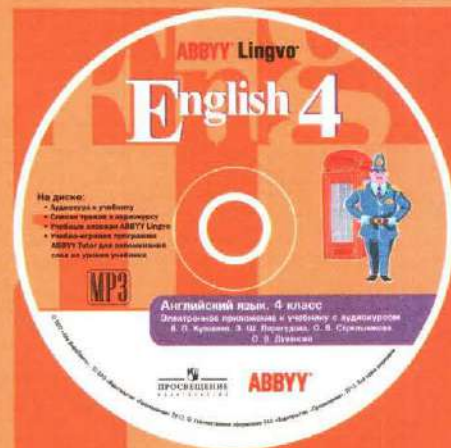 ABBYY Lingvo
English 4
На диске:
• Аудиокурс к учебнику
• Список треков к аудиокурсу
• Учебные словари ABBYY Lingvo
• Учебно-игровая программа
ABBYY Tutor для запоминания
слов из уроков учебника
MP3
Английский язык. 4 класс
Электронное приложение к учебнику с аудиокурсом
В. П. Кузовлев, Э. Ш. Перегудова, О. В. Стрельникова,
О. В. Дуванова
ПРОСВЕЩЕНИЕ
ИЗДАТЕЛЬСТВО
ABBYY